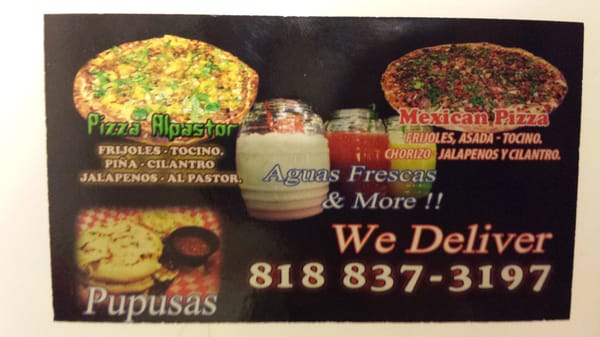 Pizza Alpastor
FRIJOLES - TOCINO.
PIÑA - CILANTRO
JALAPENOS - AL PASTOR.
Mexican Pizza
FRIJOLES, ASADA - TOCINO.
CHORIZO - JALAPENOS Y CILANTRO.
Aguas Frescas
& More !!
We Deliver
818 837-3197
Pupusas